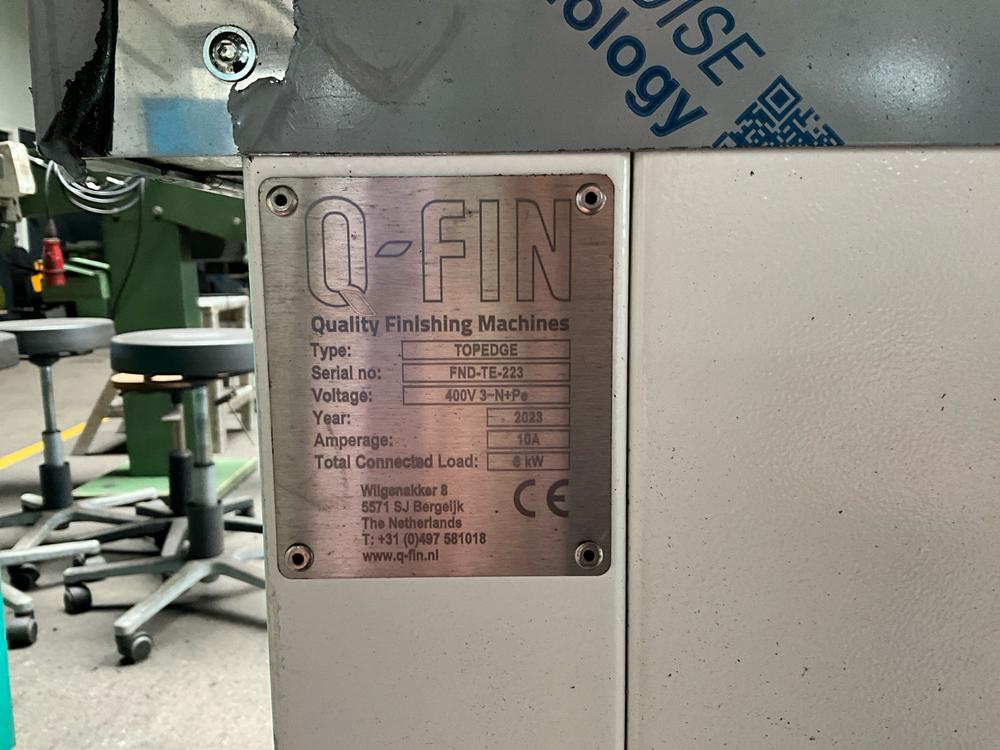 OISE
nology
Q-FIN
Quality Finishing Machines
Type: TOPEDGE
Serial no: FND-TE-223
Voltage: 400V 3~N+Pe
Year: 2023
Amperage: 10A
Total Connected Load: 6 kW
Wilgenakker 8
5571 SJ Bergeijk
The Netherlands
T: +31 (0)497 581018
www.q-fin.nl
CE